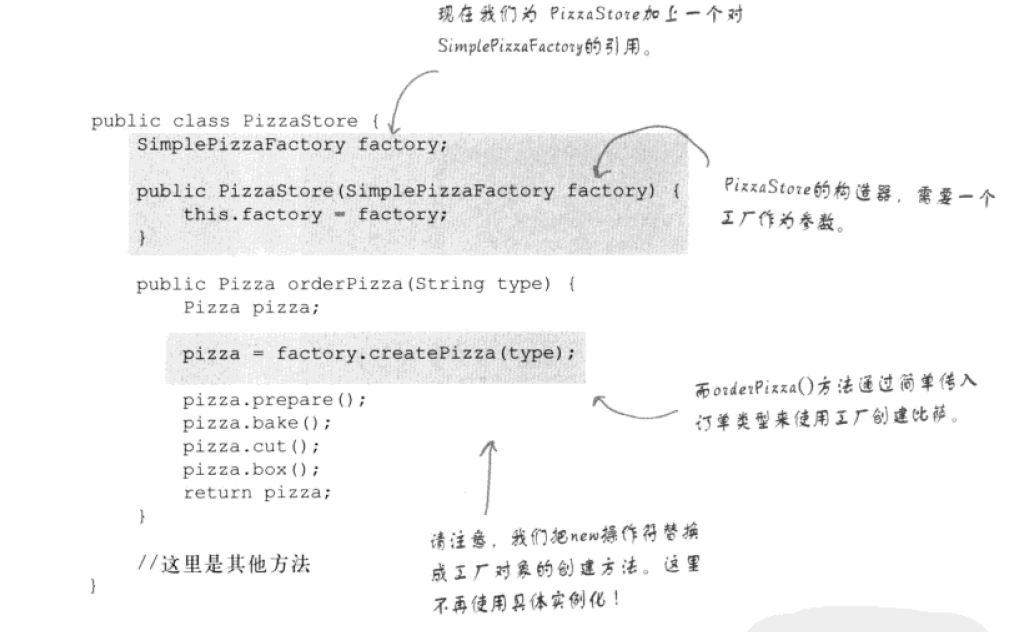 现在我们为 PizzaStore加上一个对
SimplePizzaFactory的引用。
public class PizzaStore {
SimplePizzaFactory factory;
public PizzaStore(SimplePizzaFactory factory) {
this.factory = factory;
}
PizzaStore的构造器，需要一个
工厂作为参数。
public Pizza orderPizza(String type) {
Pizza pizza;
pizza = factory.createPizza(type);
pizza.prepare();
pizza.bake();
pizza.cut();
pizza.box();
return pizza;
}
而orderPizza()方法通过简单传入
订单类型来使用工厂创建比萨。
请注意，我们把new操作符替换
成工厂对象的创建方法。这里
不再使用具体实例化！
//这里是其他方法
}